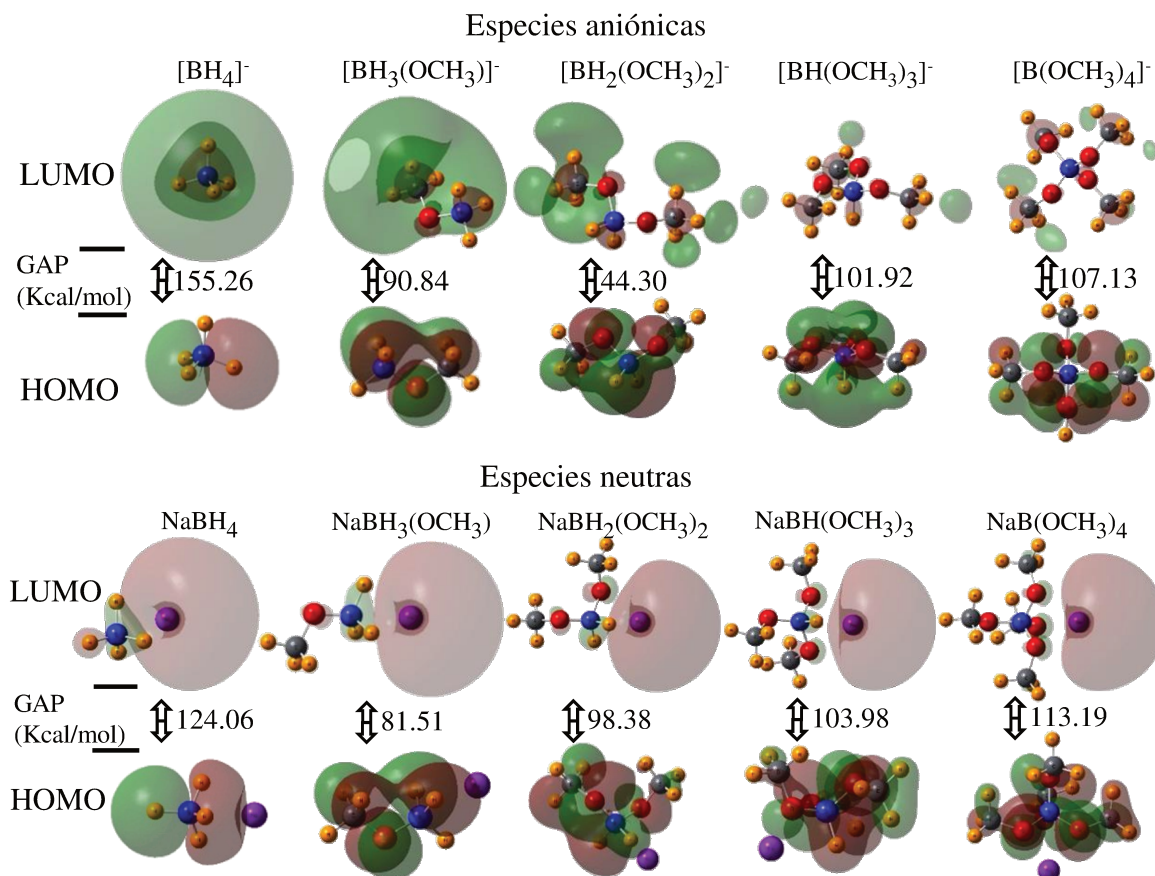 Especies aniónicas
[BH4]- [BH3(OCH3)]- [BH2(OCH3)2]- [BH(OCH3)3]- [B(OCH3)4]-
LUMO
GAP
(Kcal/mol)
155.26 90.84 44.30 101.92 107.13
HOMO
Especies neutras
NaBH4 NaBH3(OCH3) NaBH2(OCH3)2 NaBH(OCH3)3 NaB(OCH3)4
LUMO
GAP
(Kcal/mol)
124.06 81.51 98.38 103.98 113.19
HOMO